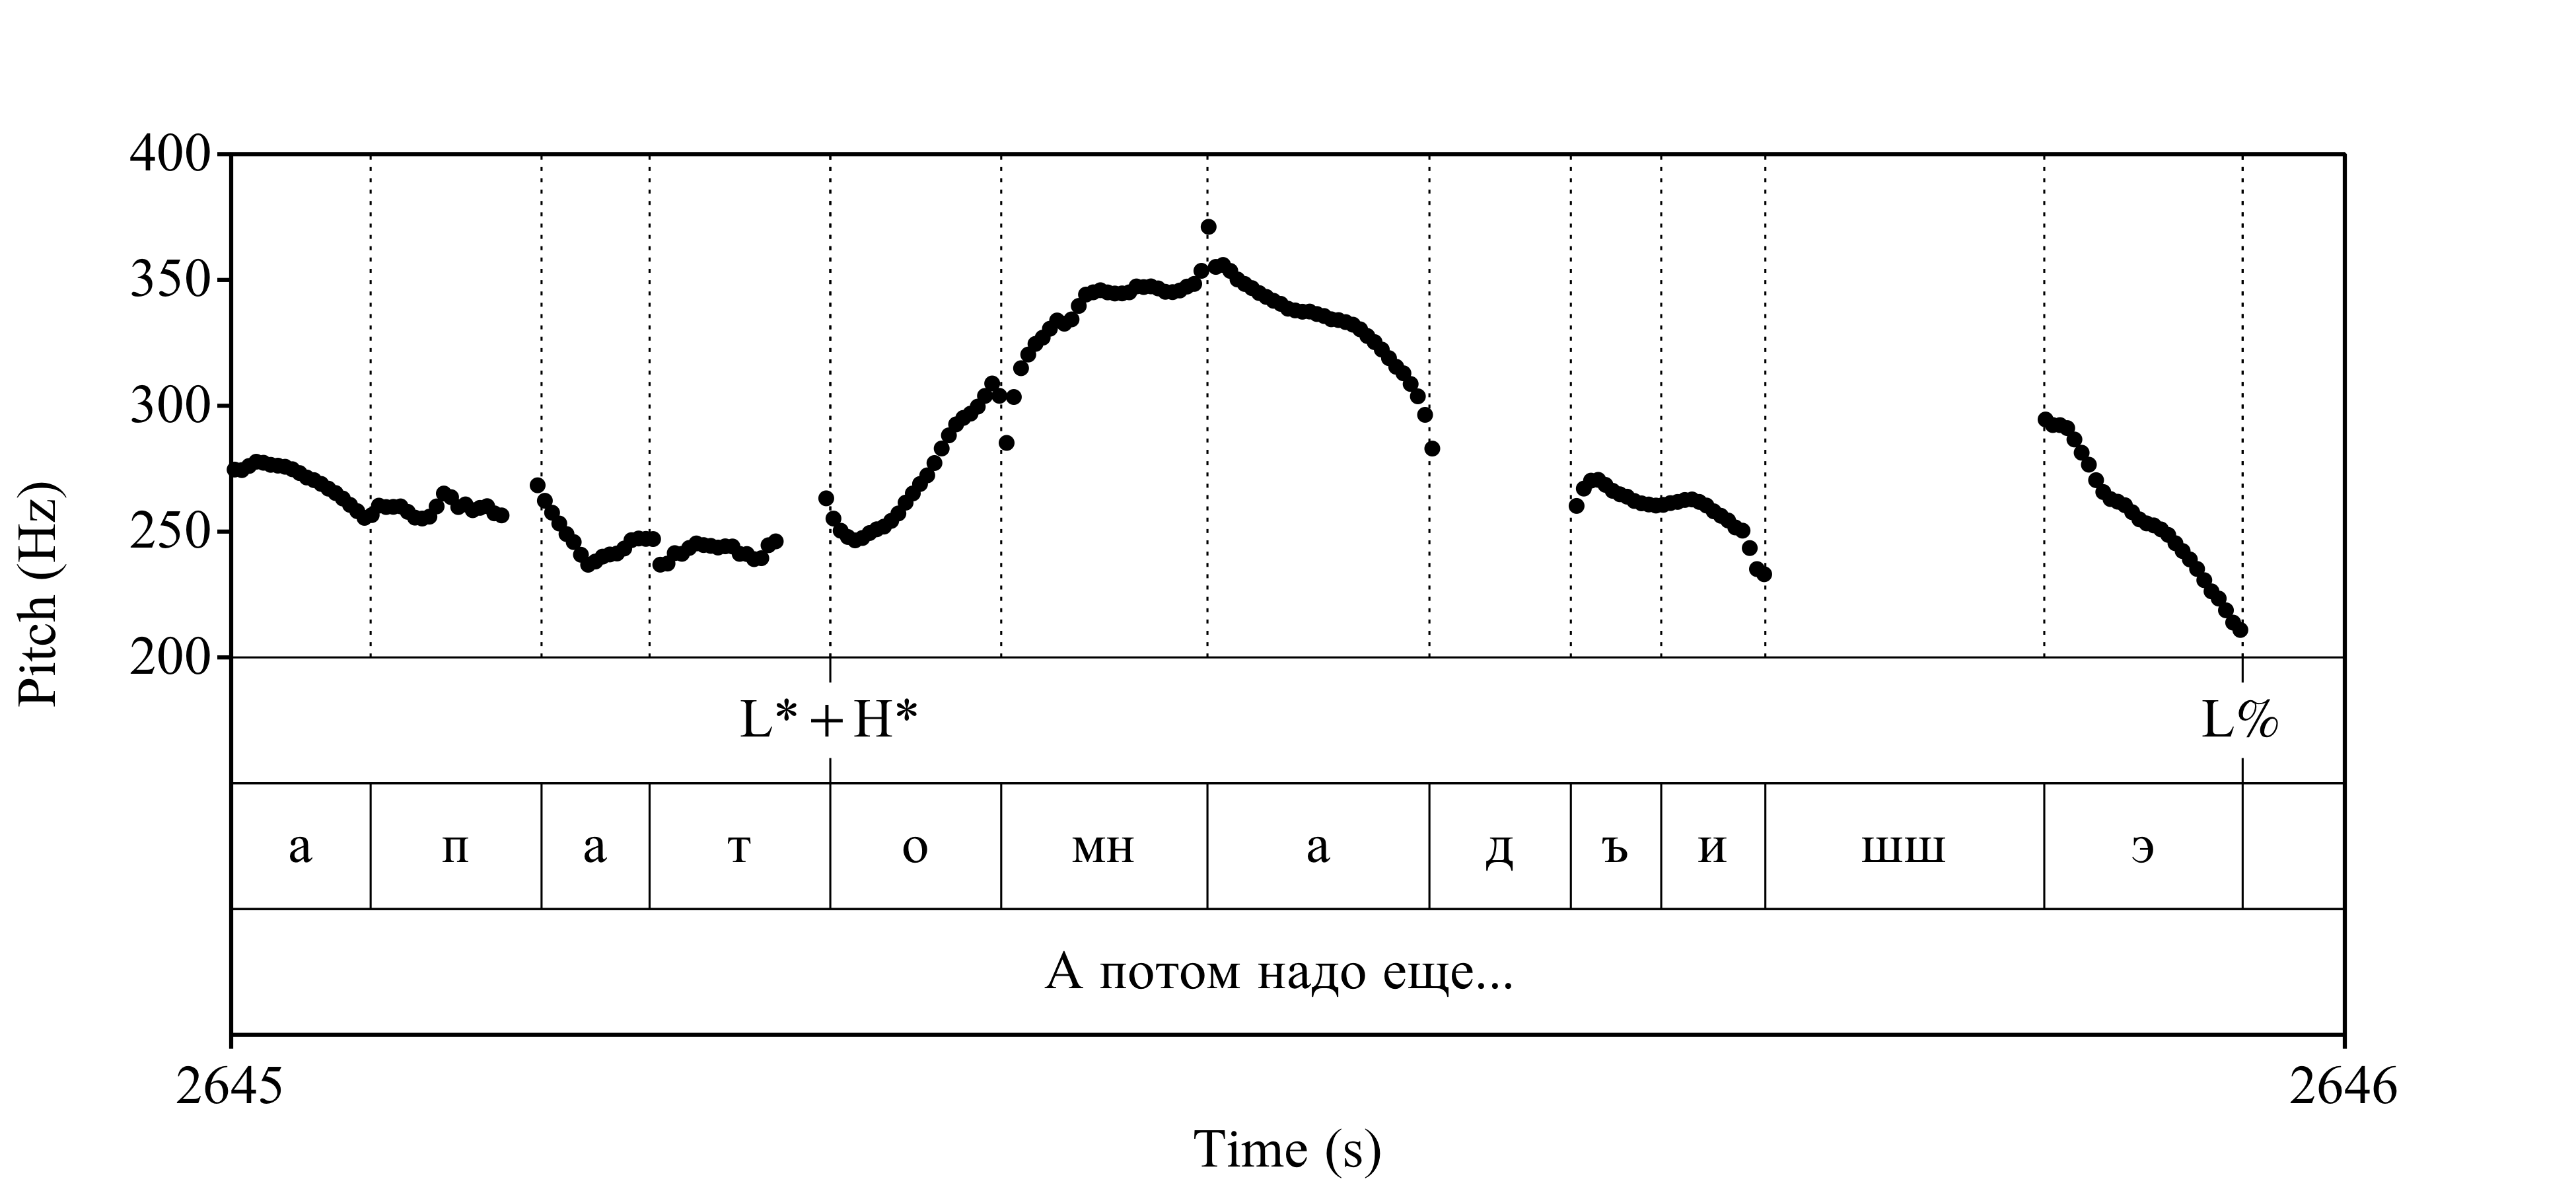 400
350
300
250
200
Pitch (Hz)
L* + H* L%
а п а т о мн а д ъ и шш э
А потом надо еще...
2645 2646
Time (s)